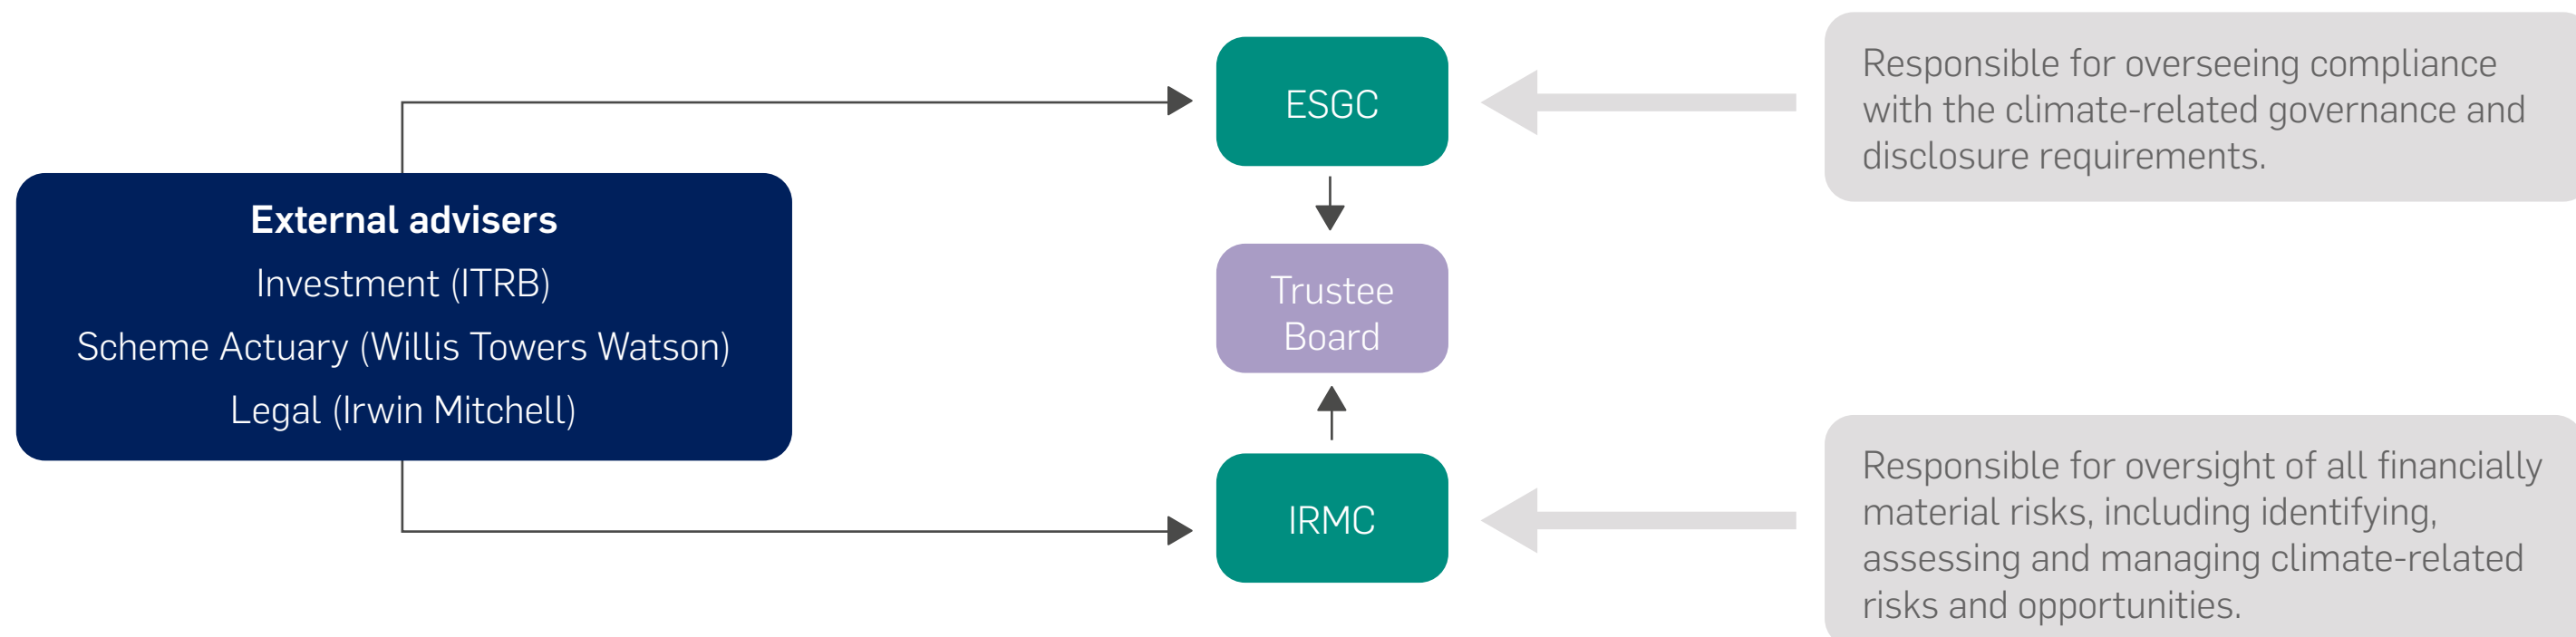 External advisers
Investment (ITRB)
Scheme Actuary (Willis Towers Watson)
Legal (Irwin Mitchell)
ESGC
Trustee
Board
IRMC
Responsible for overseeing compliance
with the climate-related governance and
disclosure requirements.
Responsible for oversight of all financially
material risks, including identifying,
assessing and managing climate-related
risks and opportunities.